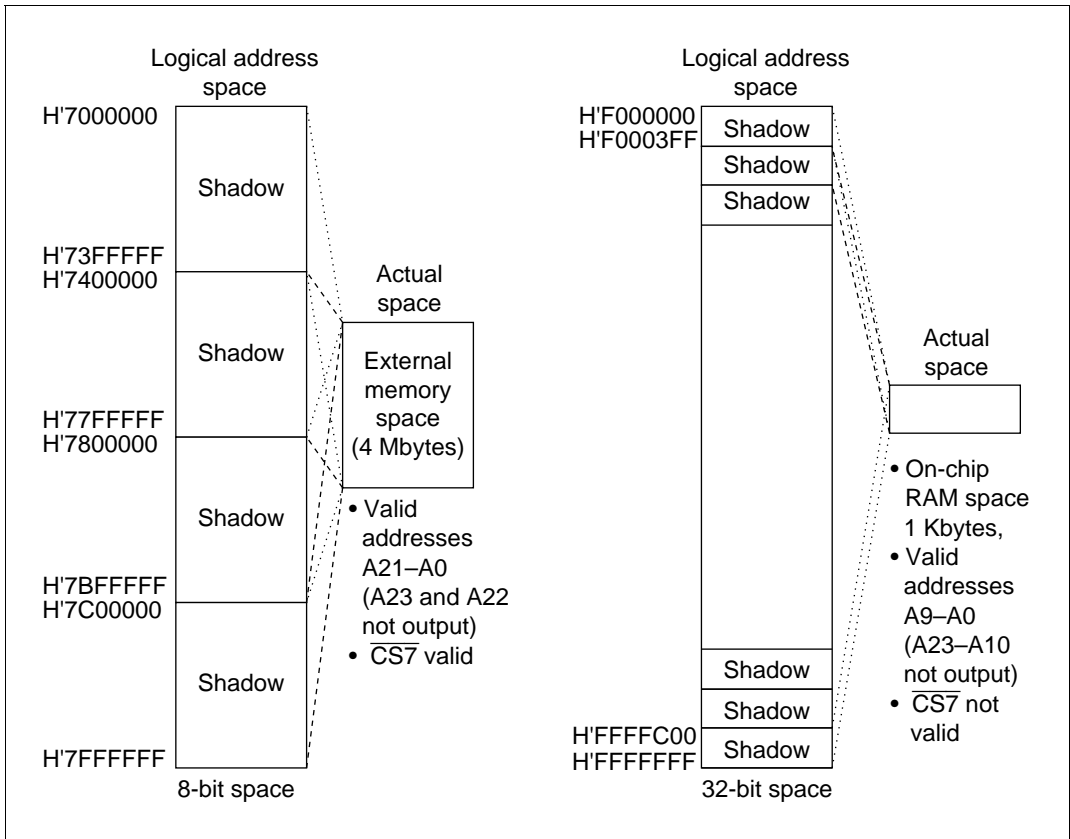 Logical address
space
H'7000000
Shadow
H'73FFFFF
H'7400000
Shadow
H'77FFFFF
H'7800000
Shadow
H'7BFFFFF
H'7C00000
Shadow
H'7FFFFFF
8-bit space
Actual
space
External
memory
space
(4 Mbytes)
• Valid
addresses
A21–A0
(A23 and A22
not output)
• CS7 valid
Logical address
space
H'F000000
H'F0003FF
Shadow
Shadow
Shadow
Shadow
Shadow
H'FFFFC00
H'FFFFFFF
Shadow
32-bit space
Actual
space
• On-chip
RAM space
1 Kbytes,
• Valid
addresses
A9–A0
(A23–A10
not output)
• CS7 not
valid